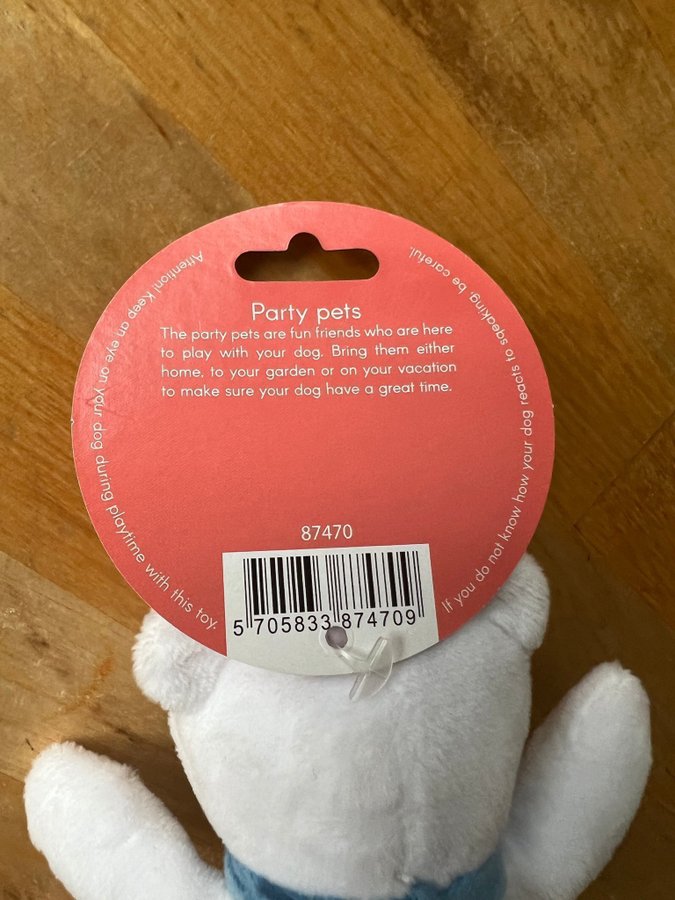 Party pets
The party pets are fun friends who are here
to play with your dog. Bring them either
home, to your garden or on your vacation
to make sure your dog have a great time.
Attention! Keep an eye on your dog during playtime with this toy.
If you do not know how your dog reacts to sqeaking, be careful.
87470
5 705833 874709